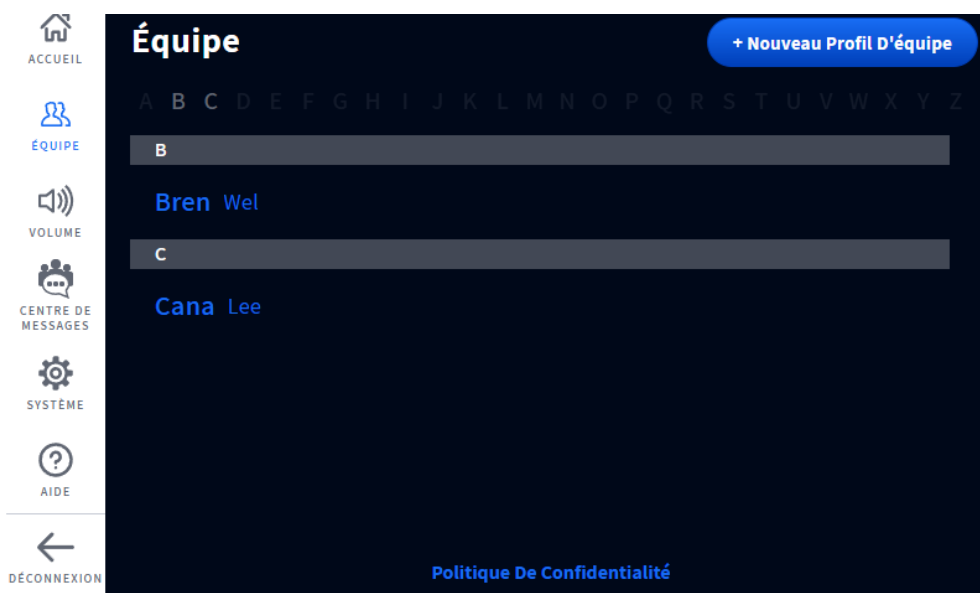 ACCUEIL
ÉQUIPE
VOLUME
CENTRE DE
MESSAGES
SYSTÈME
AIDE
DÉCONNEXION
Équipe
+ Nouveau Profil D'équipe
A B C D E F G H I J K L M N O P Q R S T U V W X Y Z
B
Bren Wel
C
Cana Lee
Politique De Confidentialité